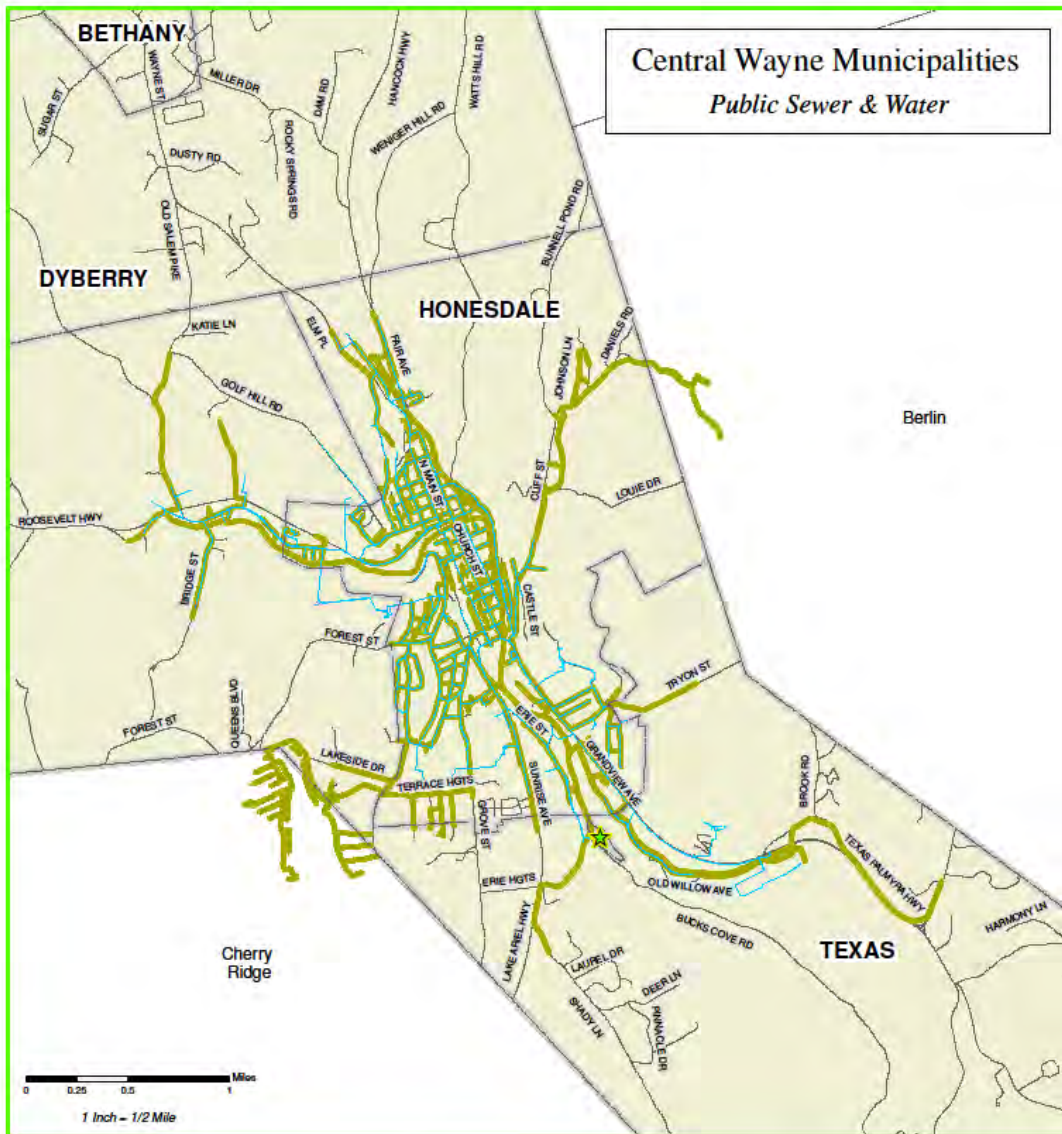 BETHANY
Central Wayne Municipalities
Public Sewer & Water
WAYNE ST
MILLER DR
SUGAR ST
DAM RD
HANCOCK HWY
WATTS HILL RD
WENIGER HILL RD
ROCKY SPRINGS RD
DUSTY RD
OLD SALEM PIKE
BUNNELL POND RD
DYBERRY
HONESDALE
KATIE LN
ELM PL
FAIR AVE
DANIELS RD
JOHNSON LN
GOLF HILL RD
Berlin
N MAIN ST
CLIFF ST
LOUIE DR
ROOSEVELT HWY
CHURCH ST
BRIDGE ST
CASTLE ST
FOREST ST
TRYON ST
FOREST ST
QUEENS BLVD
ERIE ST
LAKESIDE DR
GRANDVIEW AVE
TERRACE HGTS
SUNRISE AVE
BROOK RD
GROVE ST
TEXAS PALMYRA HWY
ERIE HGTS
OLD WILLOW AVE
BUCKS COVE RD
HARMONY LN
LAKE ARIEL HWY
TEXAS
Cherry
Ridge
LAUREL DR
DEER LN
SHADY LN
PINNACLE DR
Miles
0 0.25 0.5 1
1 Inch = 1/2 Mile